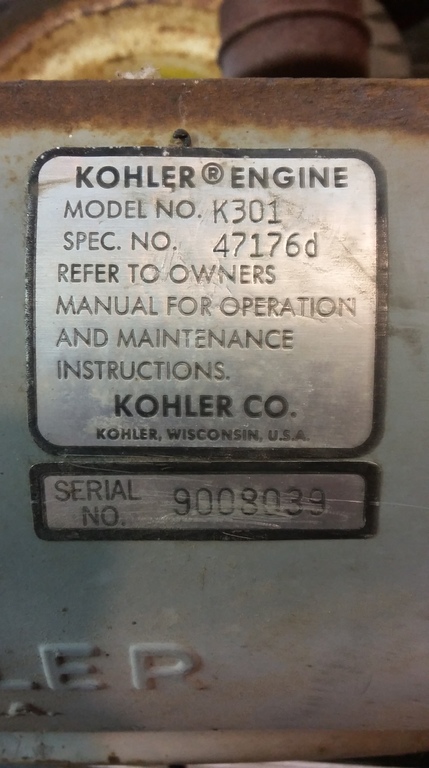 KOHLER® ENGINE
MODEL NO. K301
SPEC. NO. 47176d
REFER TO OWNERS
MANUAL FOR OPERATION
AND MAINTENANCE
INSTRUCTIONS.
KOHLER CO.
KOHLER, WISCONSIN, U.S.A.
SERIAL NO. 9008039
LER
.A.